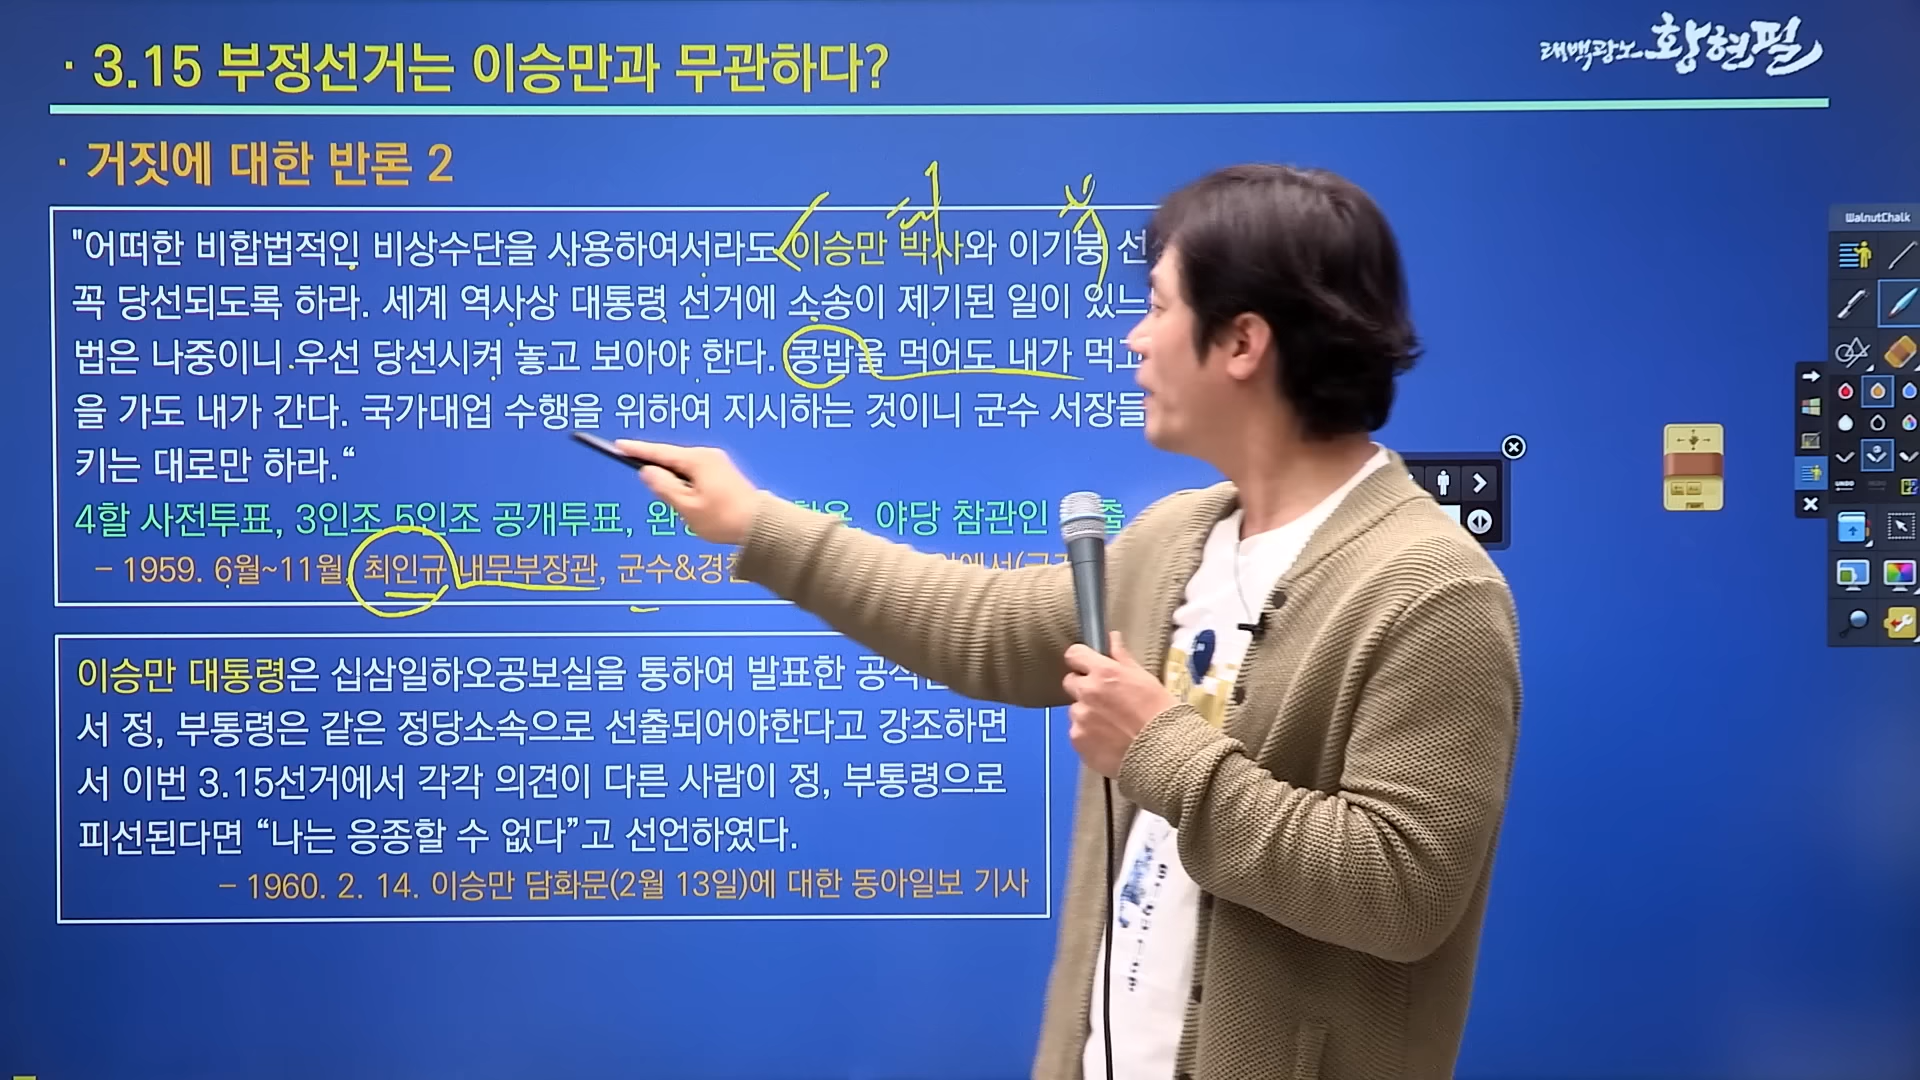 · 3.15 부정선거는 이승만과 무관하다?
태백광노 황현필
· 거짓에 대한 반론 2
"어떠한 비합법적인 비상수단을 사용하여서라도 이승만 박사와 이기붕 선
꼭 당선되도록 하라. 세계 역사상 대통령 선거에 소송이 제기된 일이 있느
법은 나중이니 우선 당선시켜 놓고 보아야 한다. 콩밥을 먹어도 내가 먹고
을 가도 내가 간다. 국가대업 수행을 위하여 지시하는 것이니 군수 서장들
키는 대로만 하라.“
4할 사전투표, 3인조 5인조 공개투표, 완 야당 참관인 출
– 1959. 6월~11월, 최인규 내무부장관, 군수&경찰
이승만 대통령은 십삼일하오공보실을 통하여 발표한 공식
서 정, 부통령은 같은 정당소속으로 선출되어야한다고 강조하면
서 이번 3.15선거에서 각각 의견이 다른 사람이 정, 부통령으로
피선된다면 “나는 응종할 수 없다”고 선언하였다.
– 1960. 2. 14. 이승만 담화문(2월 13일)에 대한 동아일보 기사
WalnutChalk
UNDO